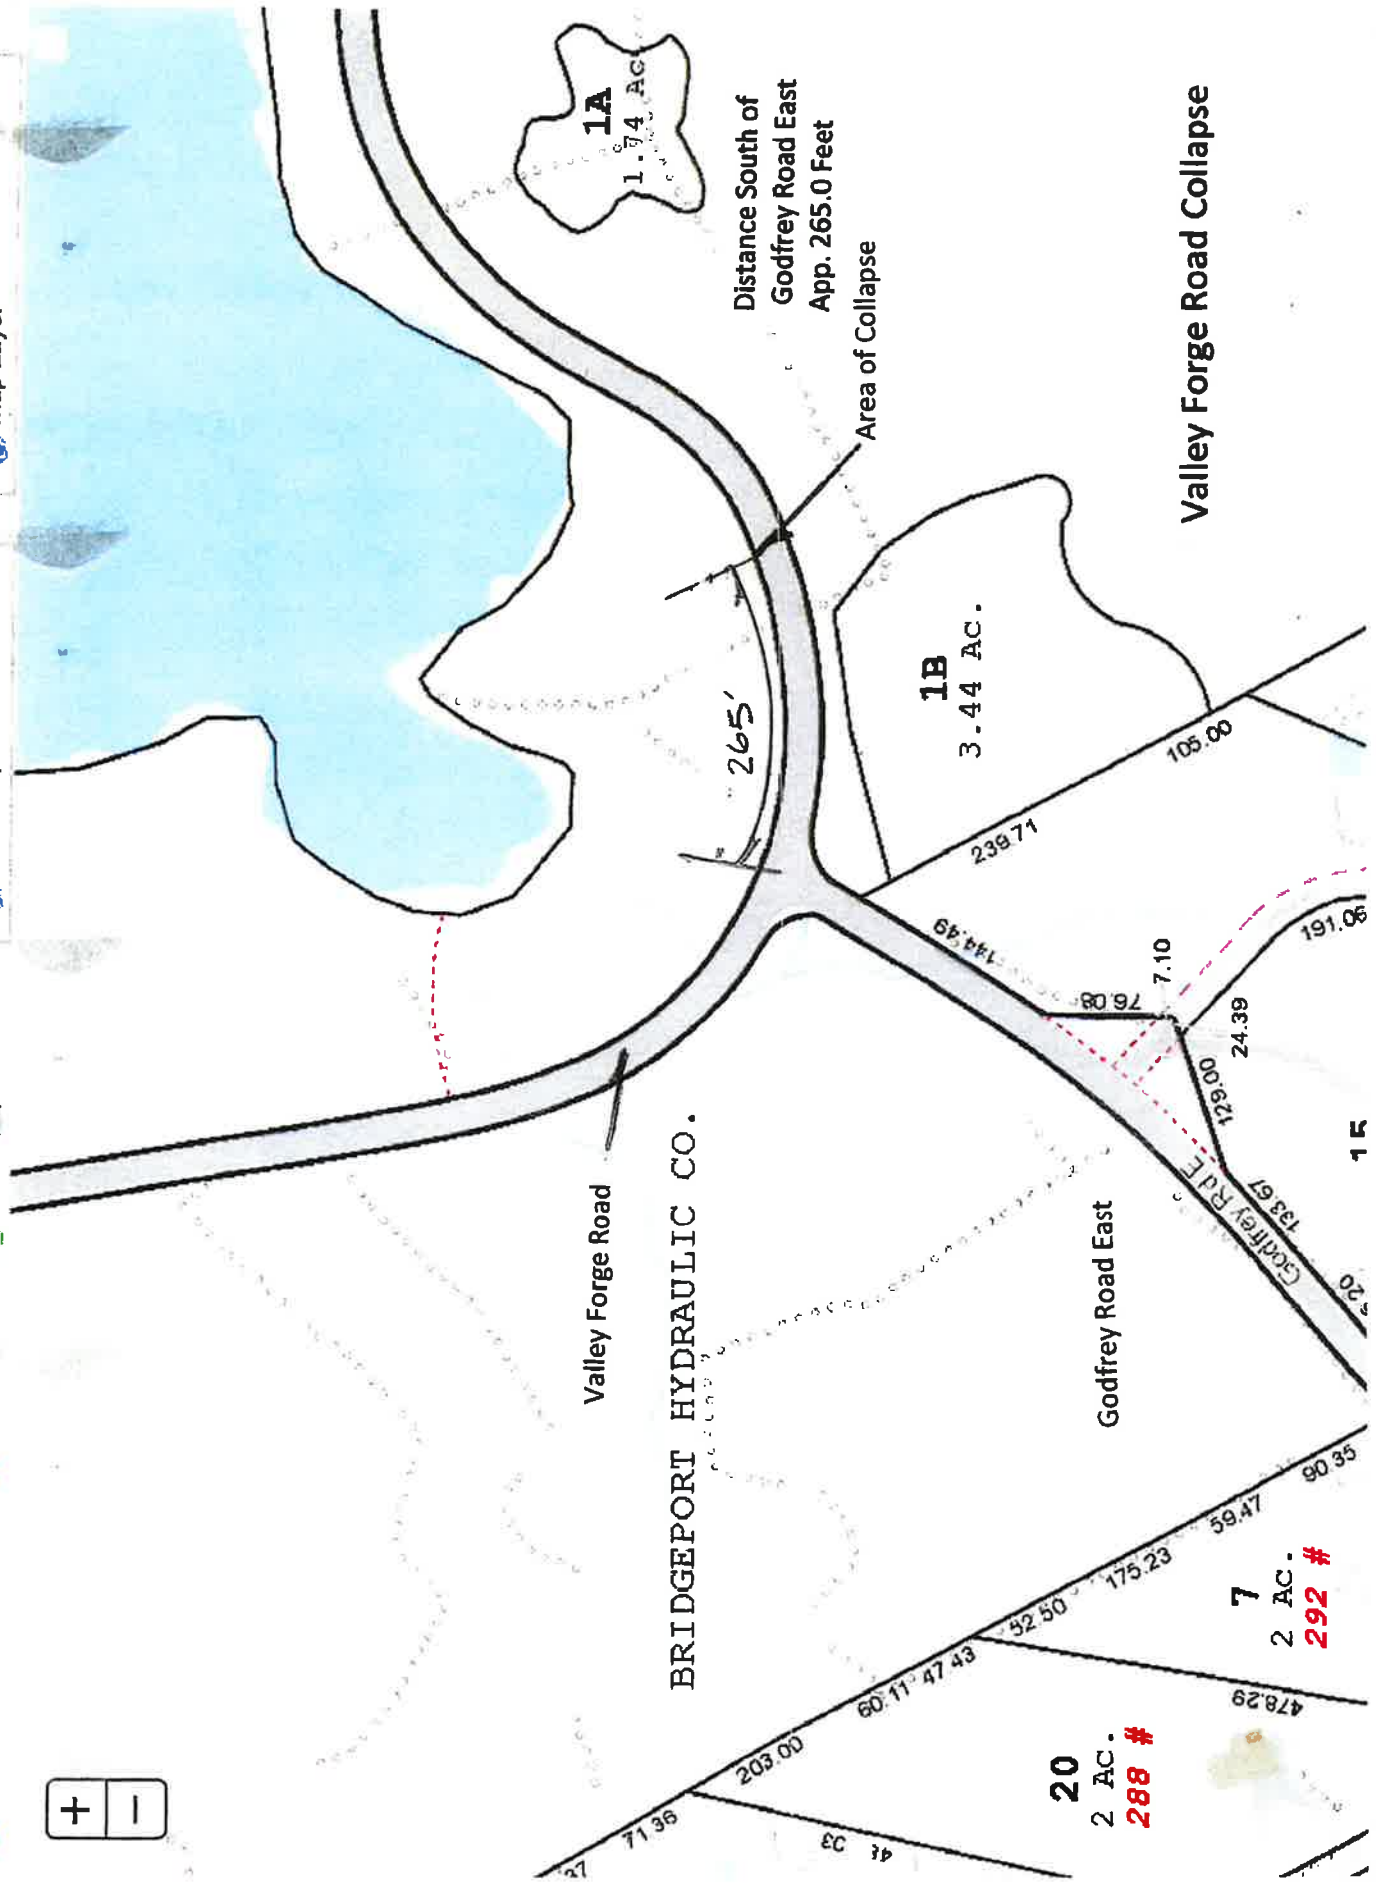 +
−
1A
1.74 Ac
Distance South of
Godfrey Road East
App. 265.0 Feet
Area of Collapse
Valley Forge Road Collapse
265'
1B
3.44 Ac.
105.00
239.71
144.49
76.08
7.10
24.39
191.06
129.00
133.67
Godfrey Rd E
15
Valley Forge Road
BRIDGEPORT HYDRAULIC CO.
Godfrey Road East
71.36
203.00
60.11
47.43
52.50
175.23
59.47
90.35
478.29
20
2 Ac.
288 #
7
2 Ac.
292 #